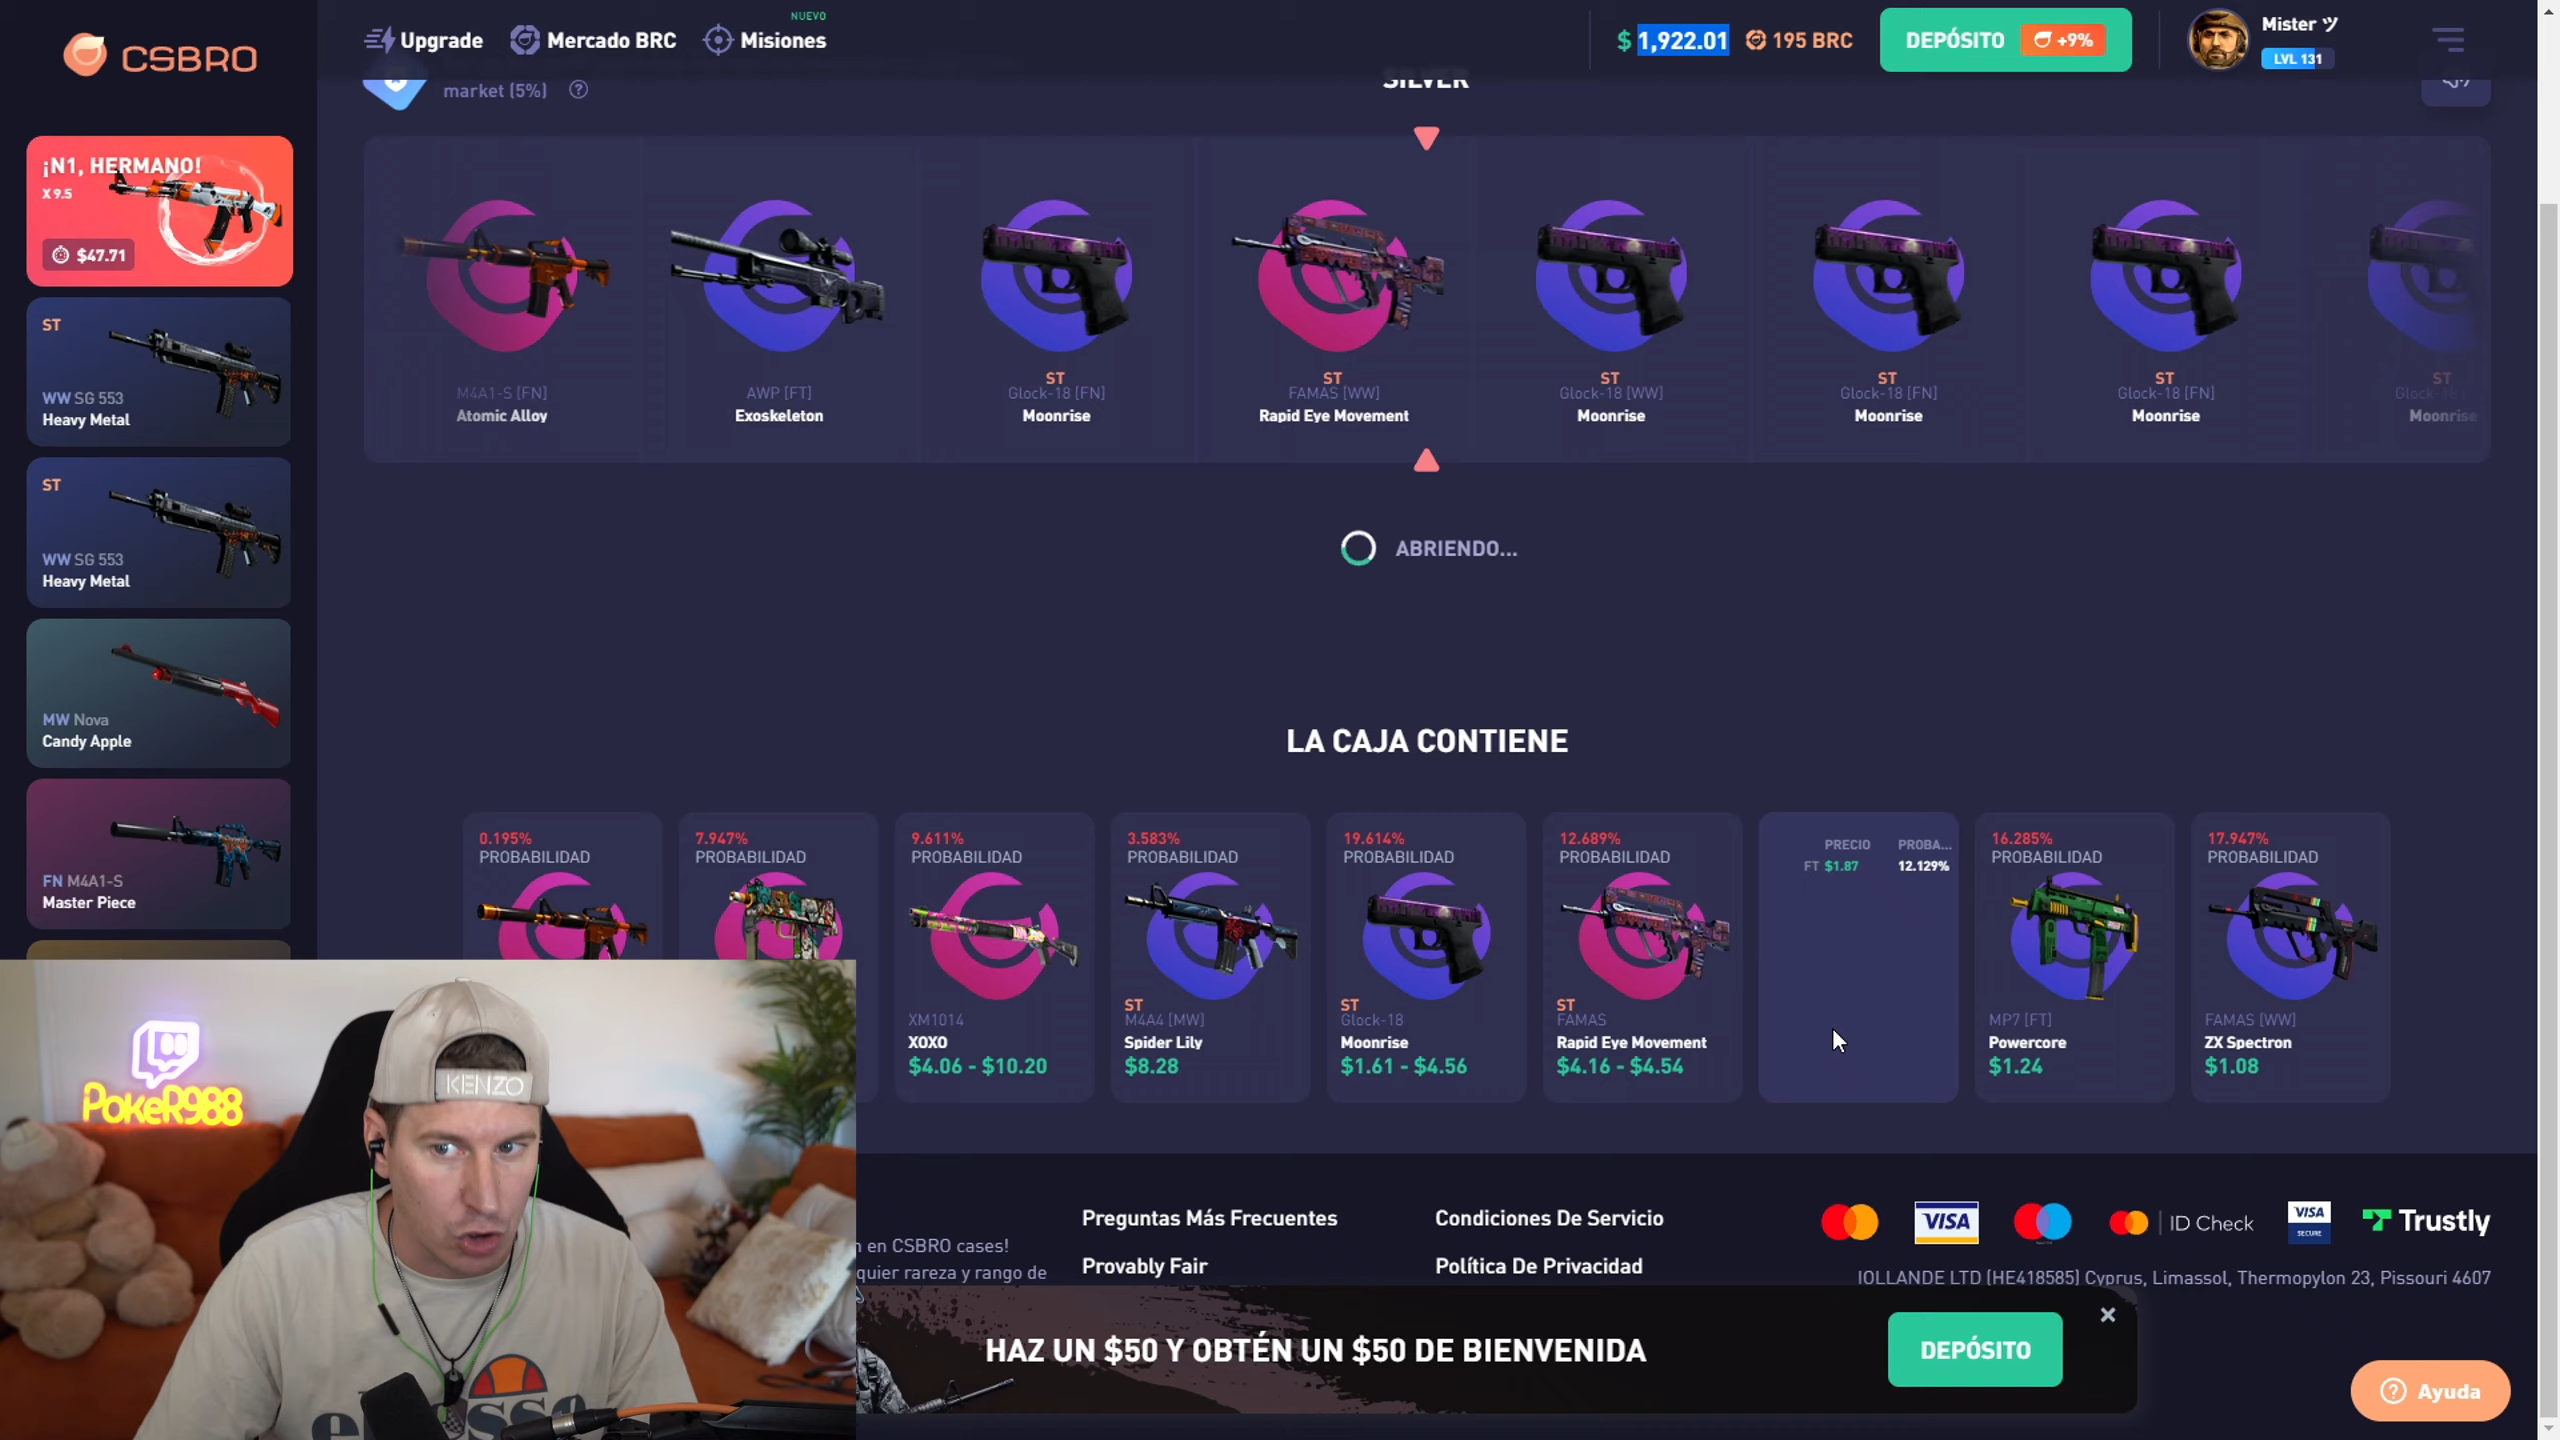 CSBRO
Upgrade
Mercado BRC
NUEVO
Misiones
$ 1,922.01
195 BRC
DEPÓSITO
+9%
Mister ツ
LVL 131
market (5%)
SILVER
¡N1, HERMANO!
X 9.5
$47.71
ST
WW SG 553
Heavy Metal
ST
WW SG 553
Heavy Metal
MW Nova
Candy Apple
FN M4A1-S
Master Piece
M4A1-S [FN]
Atomic Alloy
AWP [FT]
Exoskeleton
ST
Glock-18 [FN]
Moonrise
ST
FAMAS [WW]
Rapid Eye Movement
ST
Glock-18 [WW]
Moonrise
ST
Glock-18 [FN]
Moonrise
ST
Glock-18 [FN]
Moonrise
ST
Moonrise
ABRIENDO...
LA CAJA CONTIENE
0.195%
PROBABILIDAD
7.947%
PROBABILIDAD
9.611%
PROBABILIDAD
XM1014
XOXO
$4.06 - $10.20
3.583%
PROBABILIDAD
ST
M4A4 [MW]
Spider Lily
$8.28
19.614%
PROBABILIDAD
ST
Glock-18
Moonrise
$1.61 - $4.56
12.689%
PROBABILIDAD
ST
FAMAS
Rapid Eye Movement
$4.16 - $4.54
PRECIO PROBA...
FT $1.87 12.129%
16.285%
PROBABILIDAD
MP7 [FT]
Powercore
$1.24
17.947%
PROBABILIDAD
FAMAS [WW]
ZX Spectron
$1.08
PokeR988
KENZO
n en CSBRO cases!
quier rareza y rango de
Preguntas Más Frecuentes
Provably Fair
Condiciones De Servicio
Política De Privacidad
VISA
ID Check
VISA
SECURE
Trustly
IOLLANDE LTD (HE418585) Cyprus, Limassol, Thermopylon 23, Pissouri 4607
HAZ UN $50 Y OBTÉN UN $50 DE BIENVENIDA
DEPÓSITO
Ayuda